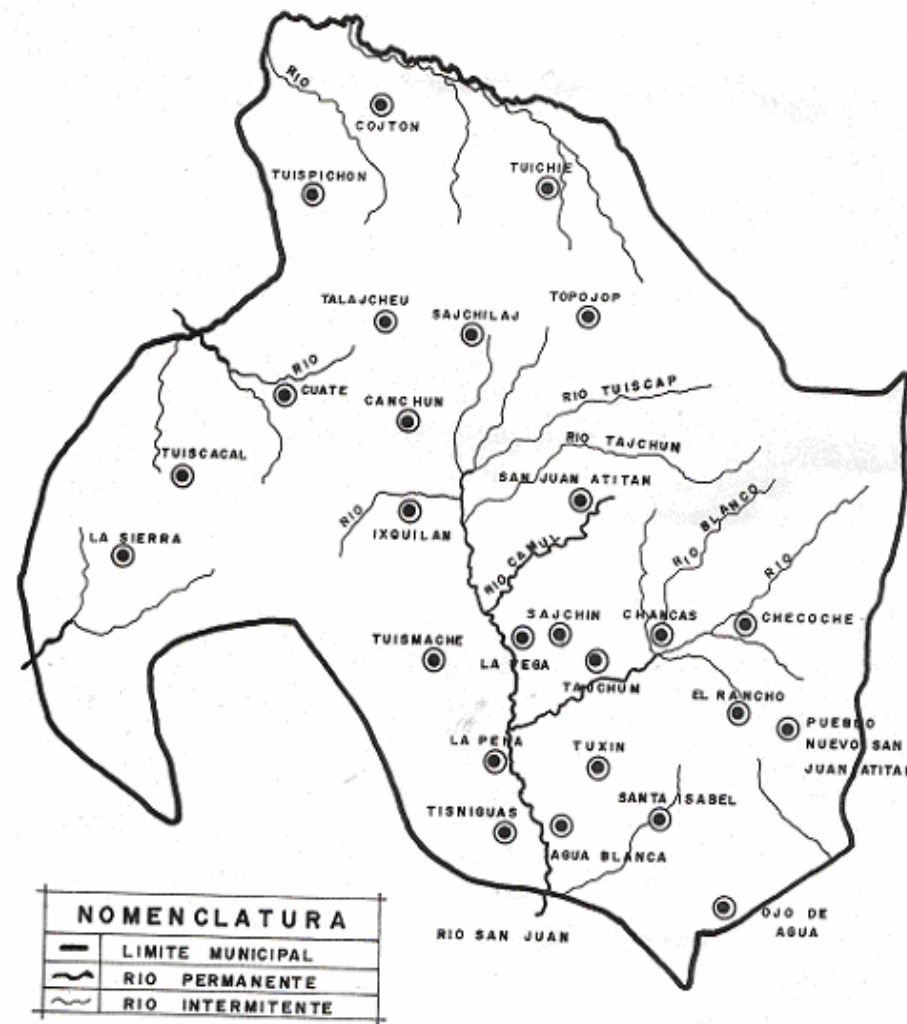 RIO
COJTON
TUISPICHON
TUICHIE
TALAJCHEU
SAJCHILAJ
TOPOJOP
RIO
CUATE
CANCHUN
RIO TUISCAP
RIO TAJCHUN
TUISCACAL
SAN JUAN ATITAN
RIO
IXQUILAN
LA SIERRA
RIO CAMUL
RIO BLANCO
RIO
SAJCHIN
CHANCAS
CHECOCHE
TUISMACHE
LA VEGA
TAJCHUM
EL RANCHO
PUEBLO
NUEVO SAN
JUAN ATITAN
LA PEÑA
TUXIN
TISNIGUAS
SANTA ISABEL
AGUA BLANCA
OJO DE
AGUA
RIO SAN JUAN
NOMENCLATURA
LIMITE MUNICIPAL
RIO PERMANENTE
RIO INTERMITENTE